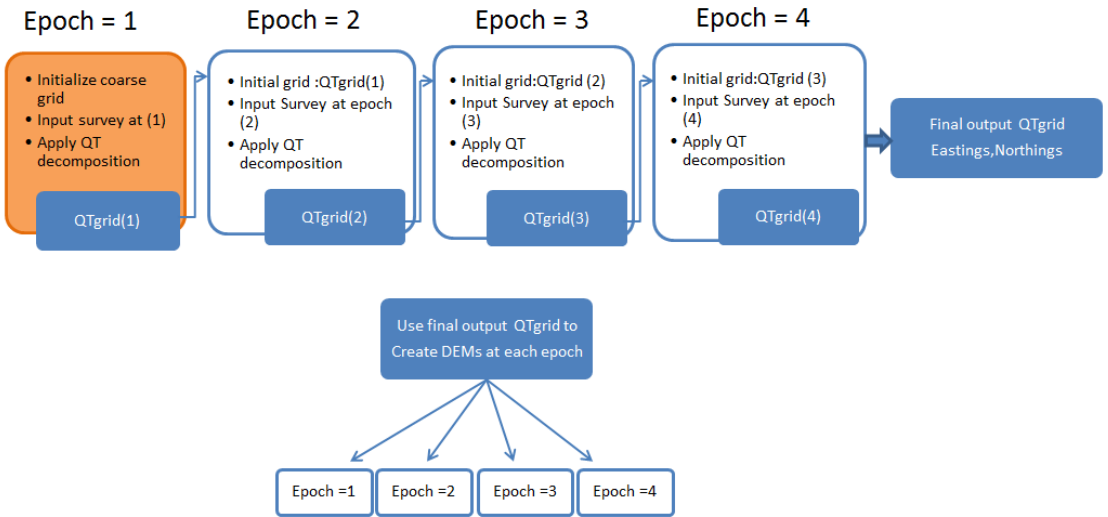 Epoch = 1
Epoch = 2
Epoch = 3
Epoch = 4
• Initialize coarse
grid
• Input survey at (1)
• Apply QT
decomposition
QTgrid(1)
• Initial grid :QTgrid(1)
• Input Survey at epoch
(2)
• Apply QT
decomposition
QTgrid(2)
• Initial grid:QTgrid (2)
• Input Survey at epoch
(3)
• Apply QT
decomposition
QTgrid(3)
• Initial grid:QTgrid (3)
• Input Survey at epoch
(4)
• Apply QT
decomposition
QTgrid(4)
Final output QTgrid
Eastings,Northings
Use final output QTgrid to
Create DEMs at each epoch
Epoch =1
Epoch =2
Epoch =3
Epoch =4